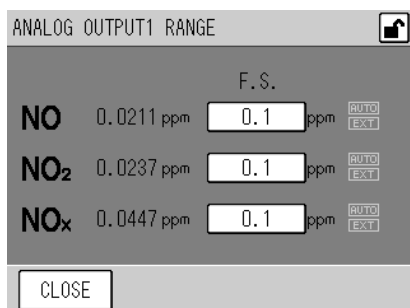 ANALOG OUTPUT1 RANGE
F.S.
NO 0.0211 ppm 0.1 ppm AUTO EXT
NO₂ 0.0237 ppm 0.1 ppm AUTO EXT
NOx 0.0447 ppm 0.1 ppm AUTO EXT
CLOSE